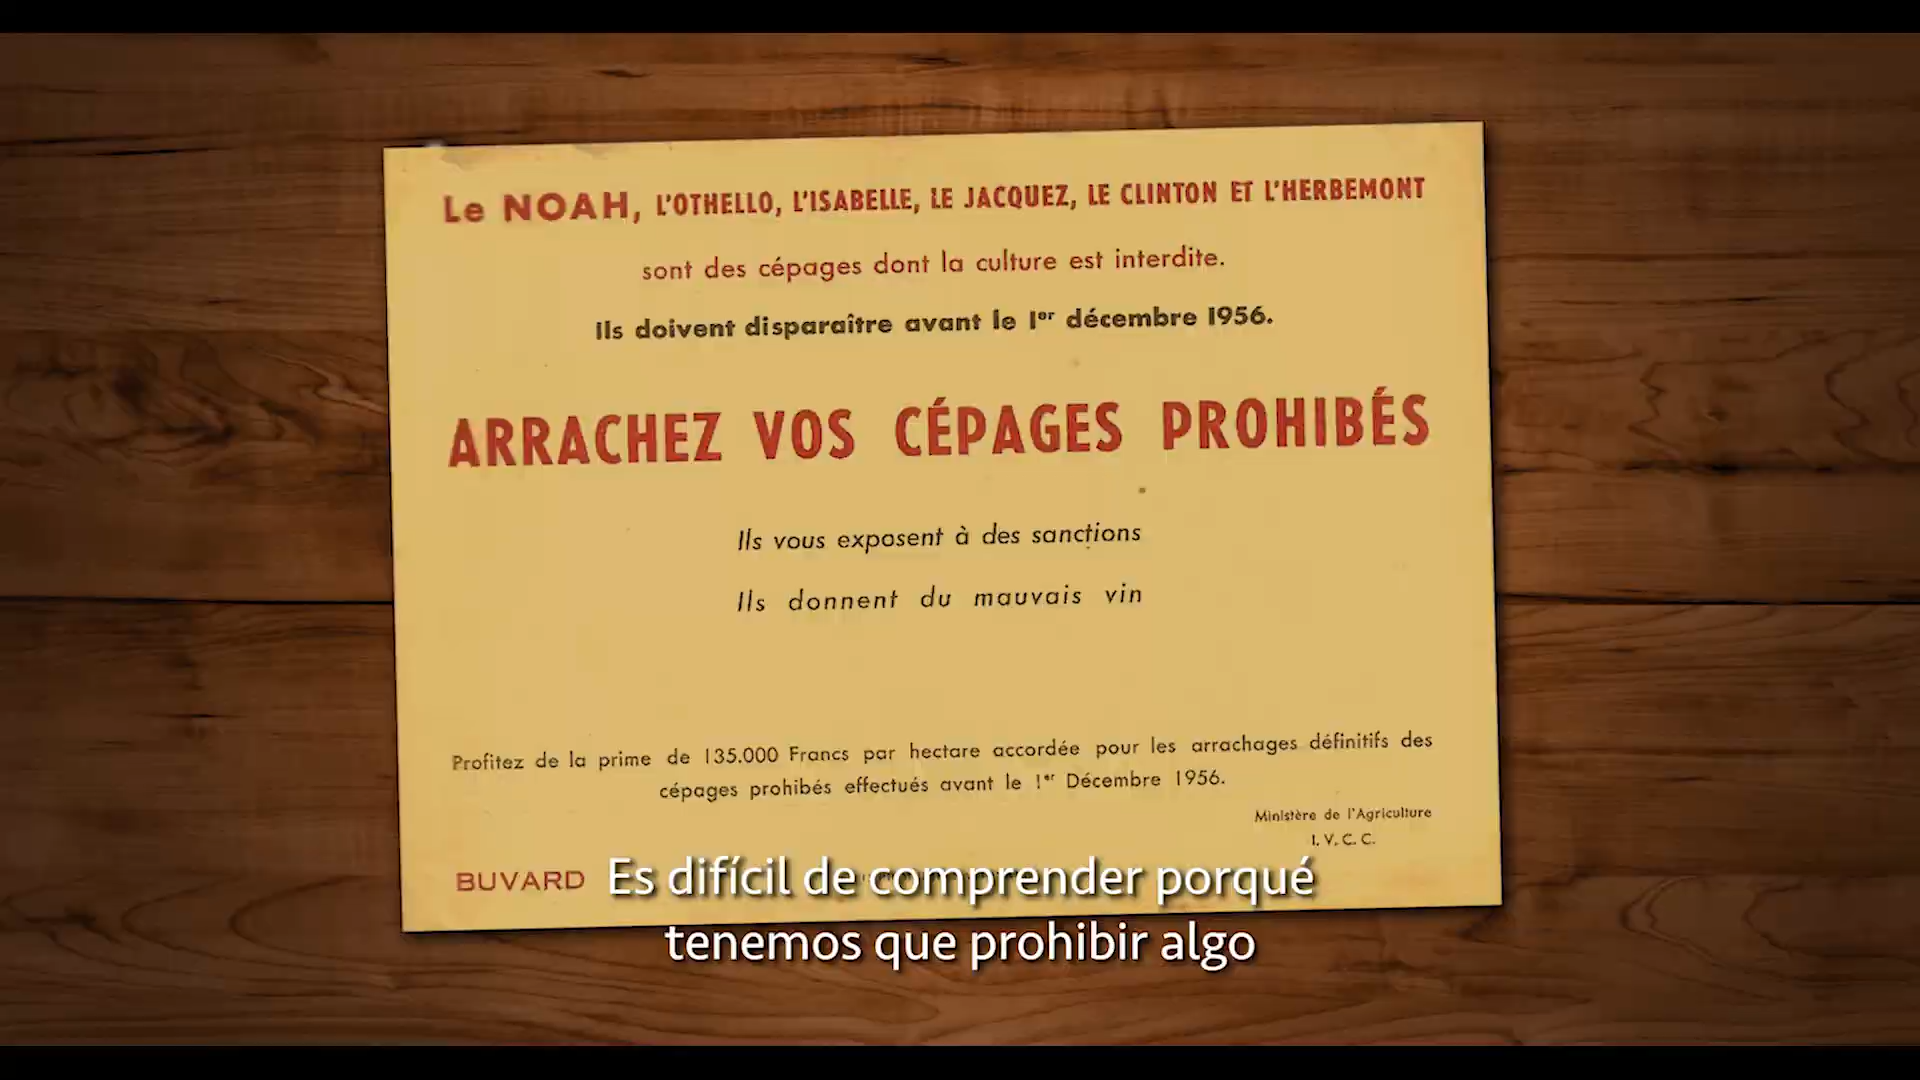 Le NOAH, L'OTHELLO, L'ISABELLE, LE JACQUEZ, LE CLINTON ET L'HERBEMONT
sont des cépages dont la culture est interdite.
Ils doivent disparaître avant le 1er décembre 1956.
ARRACHEZ VOS CÉPAGES PROHIBÉS
Ils vous exposent à des sanctions
Ils donnent du mauvais vin
Profitez de la prime de 135.000 Francs par hectare accordée pour les arrachages définitifs des
cépages prohibés effectués avant le 1er Décembre 1956.
Ministère de l'Agriculture
I. V. C. C.
BUVARD
Es difícil de comprender porqué
tenemos que prohibir algo